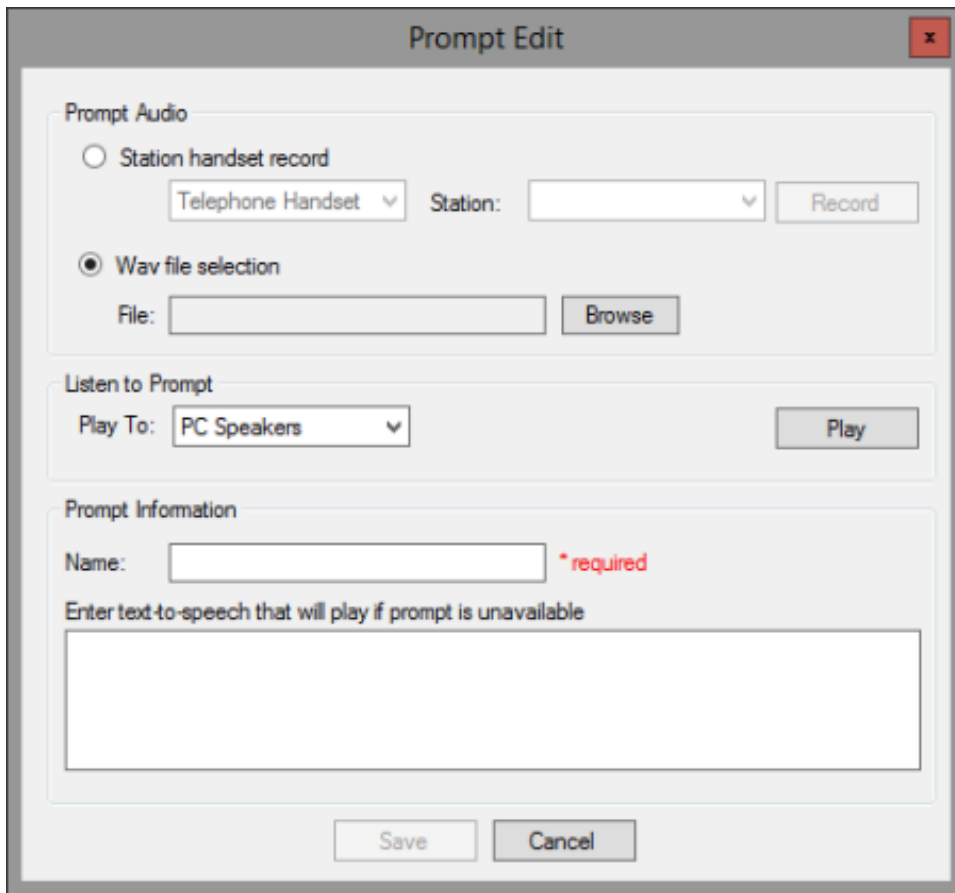 Prompt Edit
x
Prompt Audio
Station handset record
Telephone Handset Station: Record
Wav file selection
File: Browse
Listen to Prompt
Play To: PC Speakers Play
Prompt Information
Name: * required
Enter text-to-speech that will play if prompt is unavailable
Save Cancel